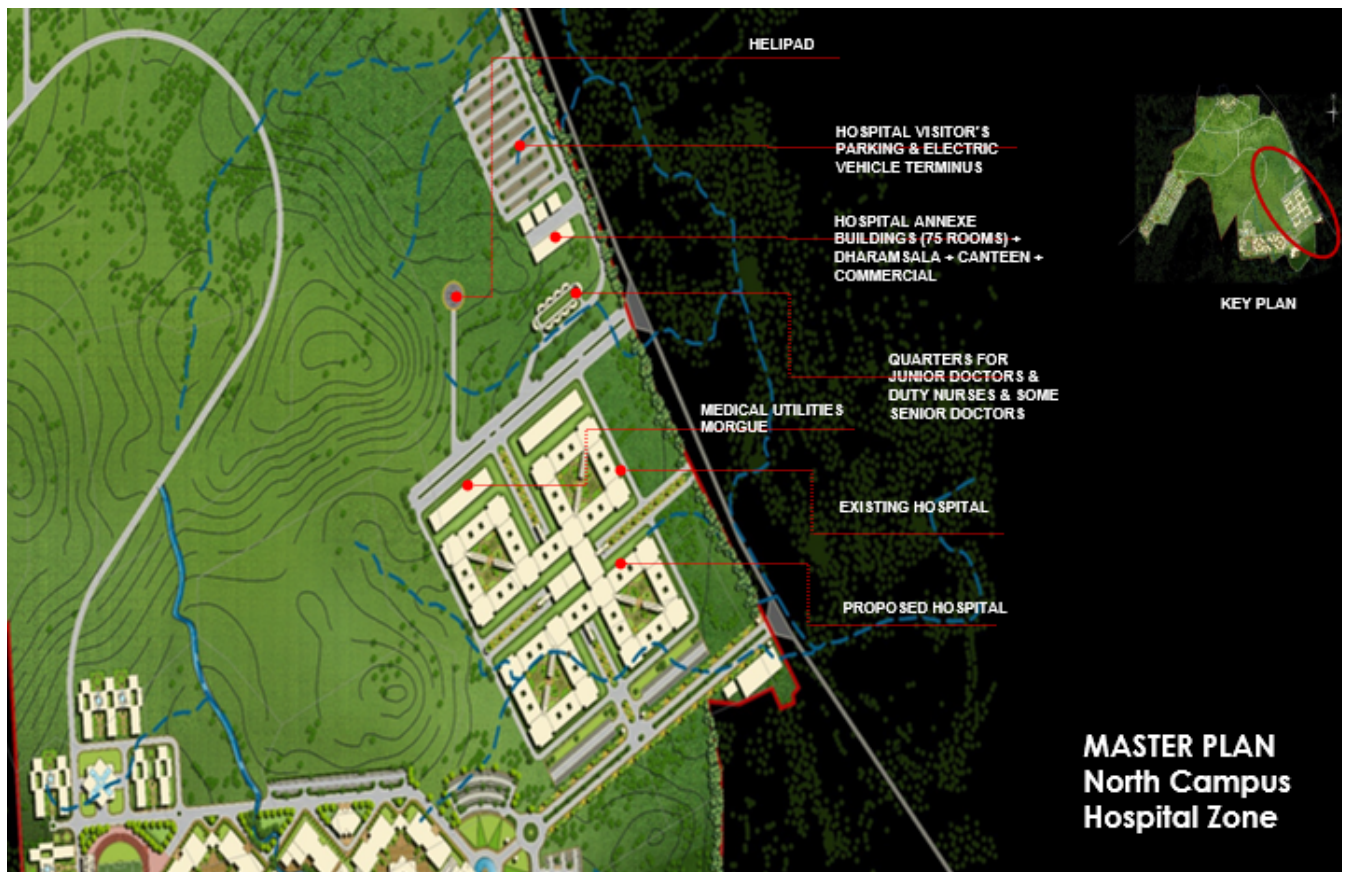 HELIPAD
HOSPITAL VISITOR'S
PARKING & ELECTRIC
VEHICLE TERMINUS
HOSPITAL ANNEXE
BUILDINGS (75 ROOMS) +
DHARAMSALA + CANTEEN +
COMMERCIAL
KEY PLAN
QUARTERS FOR
JUNIOR DOCTORS &
DUTY NURSES & SOME
SENIOR DOCTORS
MEDICAL UTILITIES
MORGUE
EXISTING HOSPITAL
PROPOSED HOSPITAL
MASTER PLAN
North Campus
Hospital Zone